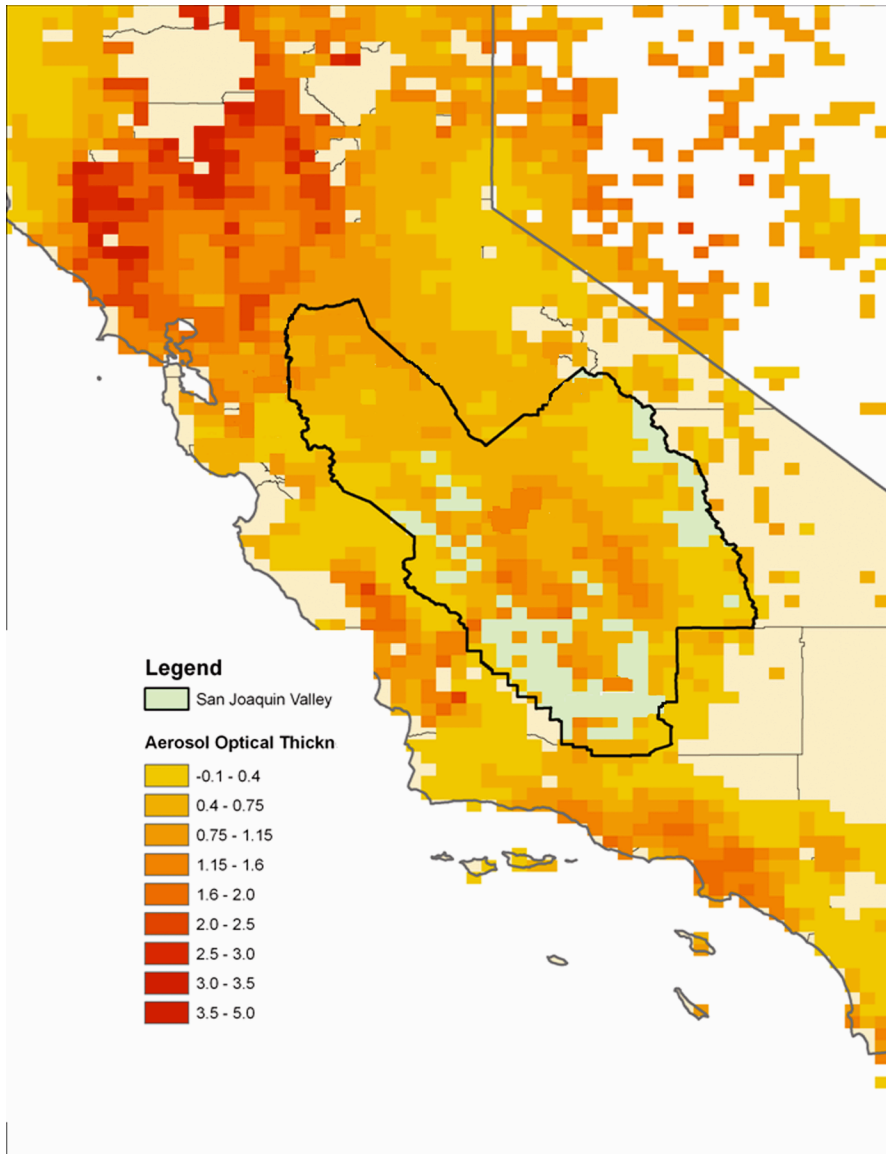 Legend
San Joaquin Valley
Aerosol Optical Thickn
-0.1 - 0.4
0.4 - 0.75
0.75 - 1.15
1.15 - 1.6
1.6 - 2.0
2.0 - 2.5
2.5 - 3.0
3.0 - 3.5
3.5 - 5.0